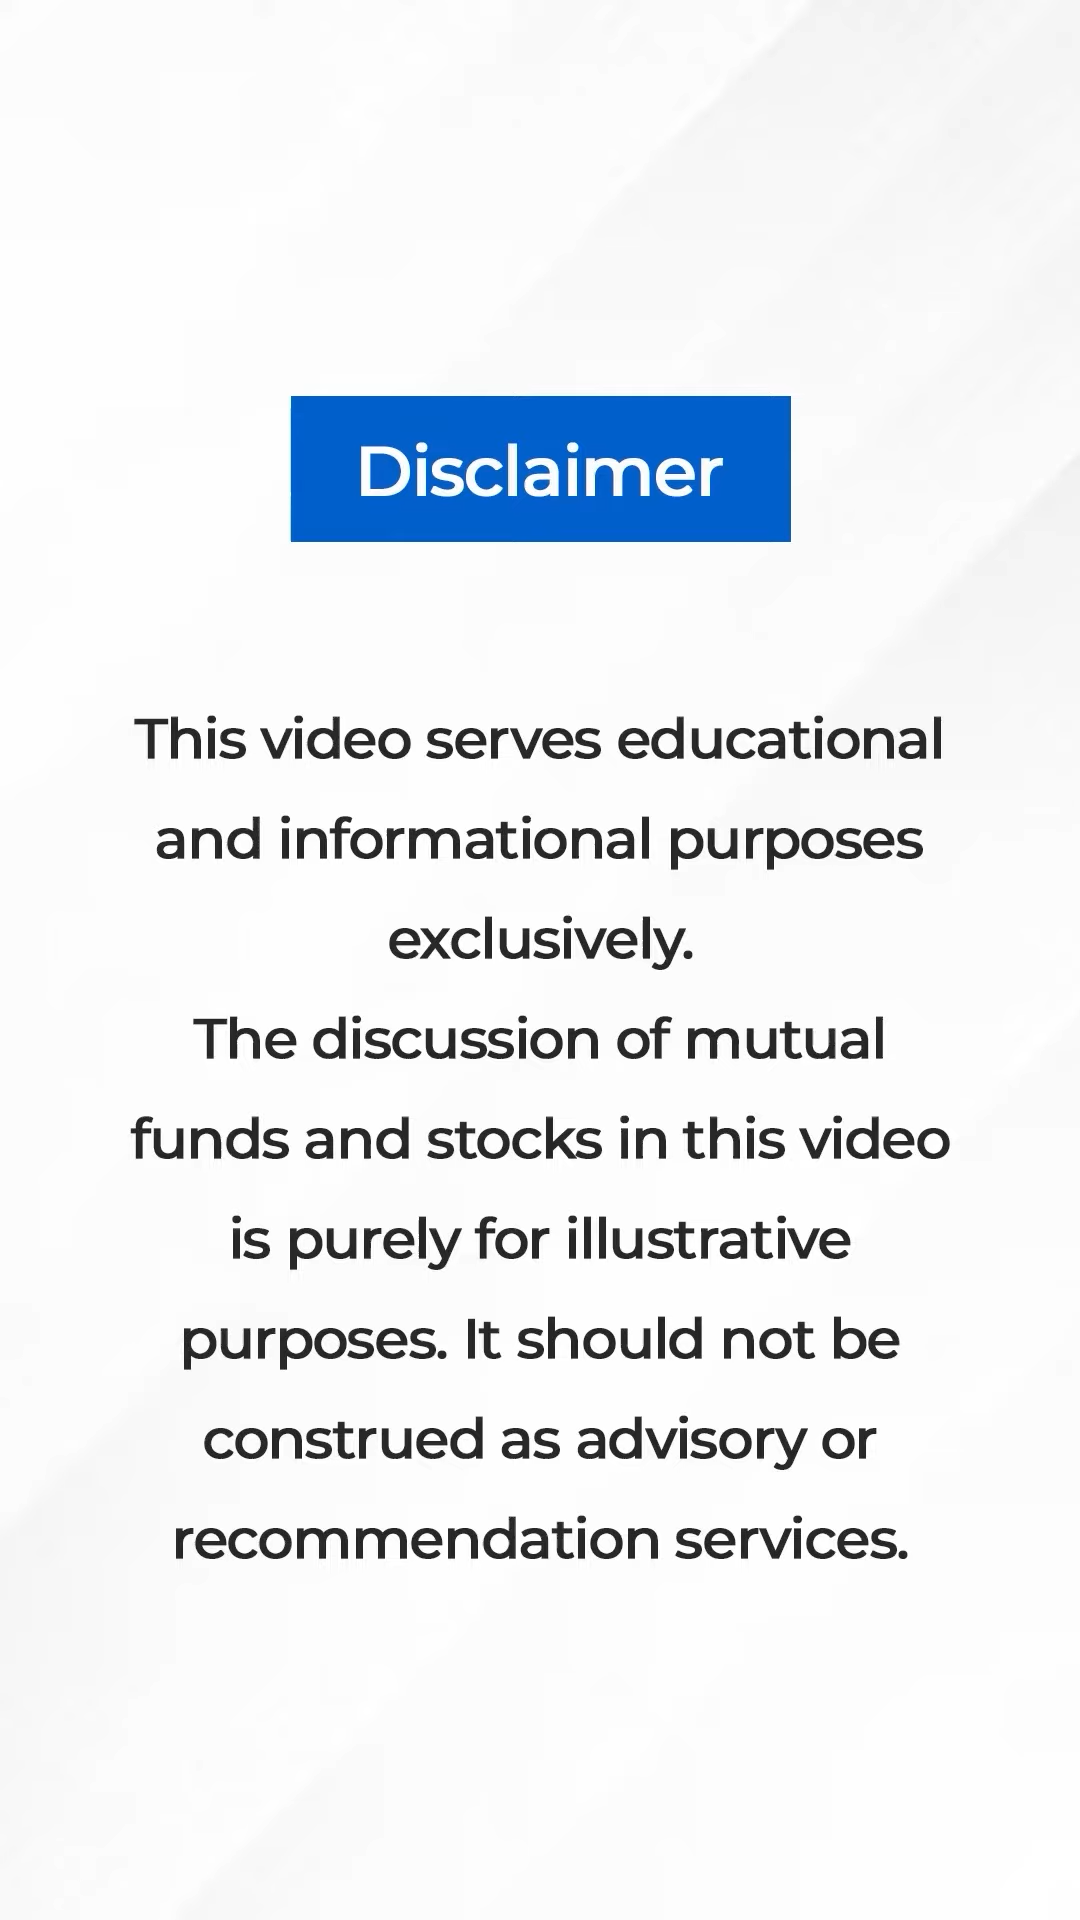 Disclaimer
This video serves educational
and informational purposes
exclusively.
The discussion of mutual
funds and stocks in this video
is purely for illustrative
purposes. It should not be
construed as advisory or
recommendation services.